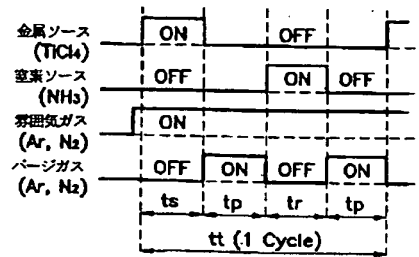 金属ソース ON OFF
(TiCl4)
窒素ソース OFF ON OFF
(NH3)
雰囲気ガス ON
(Ar, N2)
パージガス OFF ON OFF ON
(Ar, N2)
ts tp tr tp
tt (1 Cycle)